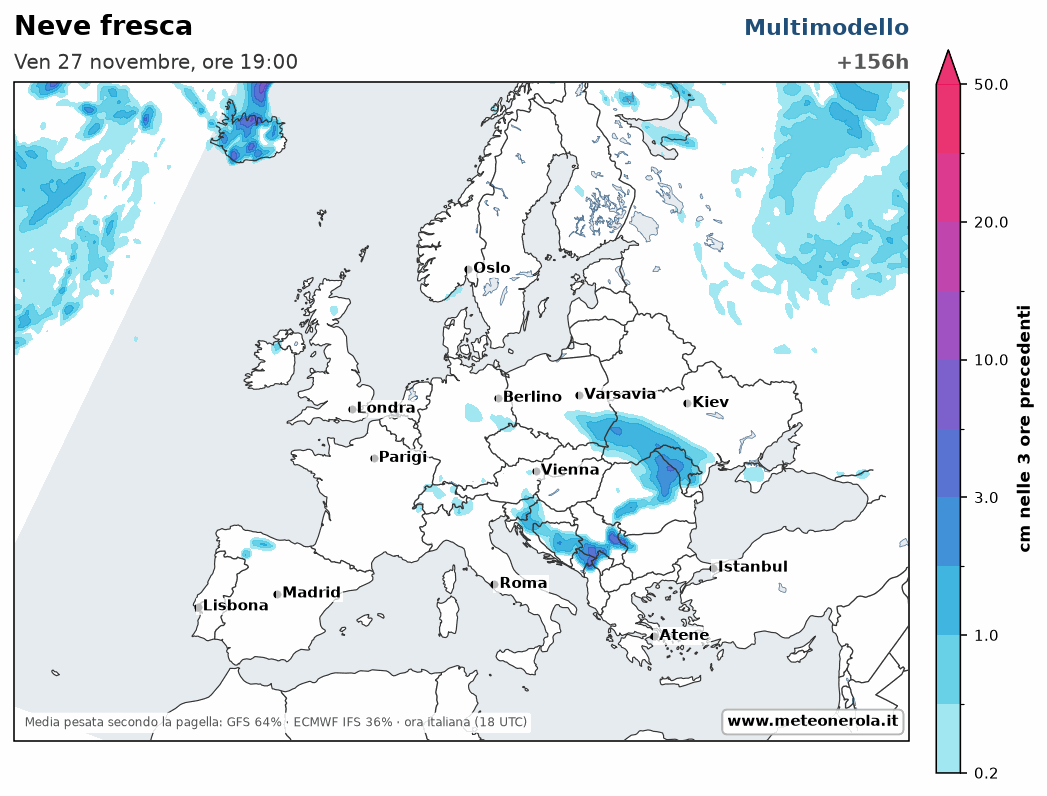 Neve fresca
Multimodello
Ven 27 novembre, ore 19:00
+156h
50.0
20.0
10.0
3.0
1.0
0.2
cm nelle 3 ore precedenti
Oslo
Berlino
Varsavia
Kiev
Londra
Parigi
Vienna
Istanbul
Roma
Madrid
Lisbona
Atene
Media pesata secondo la pagella: GFS 64% · ECMWF IFS 36% · ora italiana (18 UTC)
www.meteonerola.it